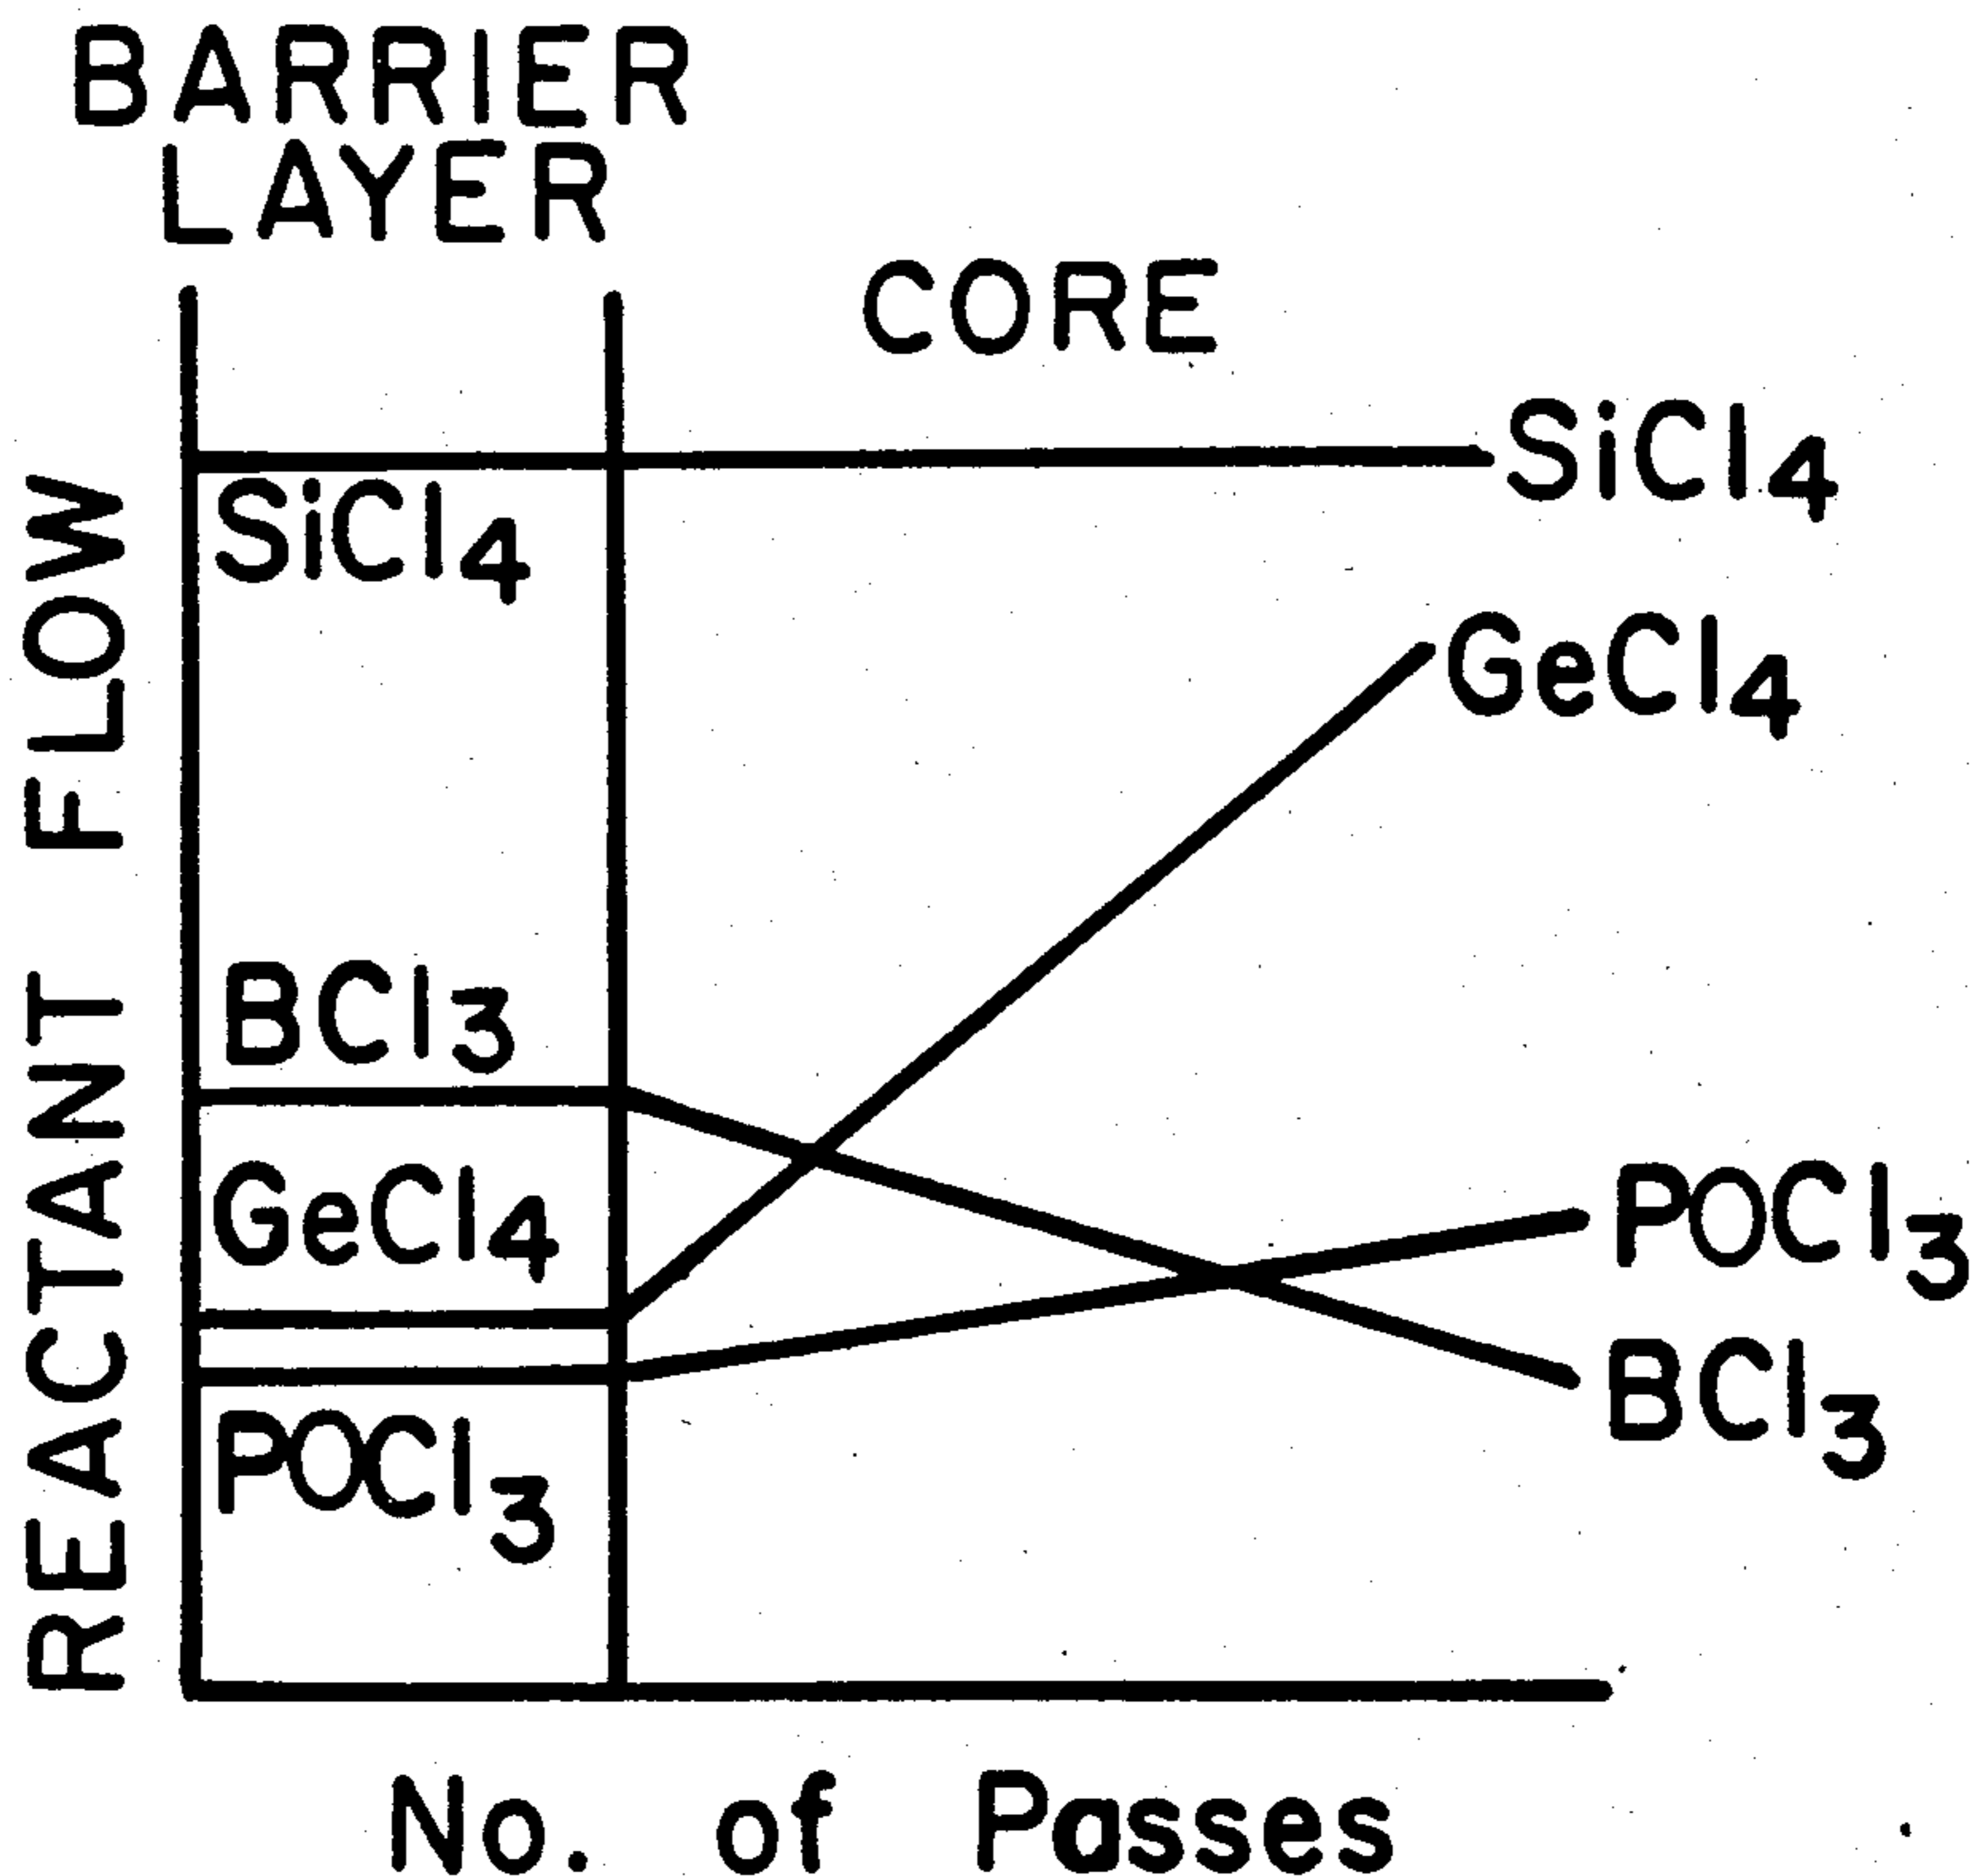 BARRIER
LAYER
CORE
SiCl4
SiCl4
GeCl4
BCl3
GeCl4
POCl3
BCl3
POCl3
REACTANT FLOW
No. of Passes